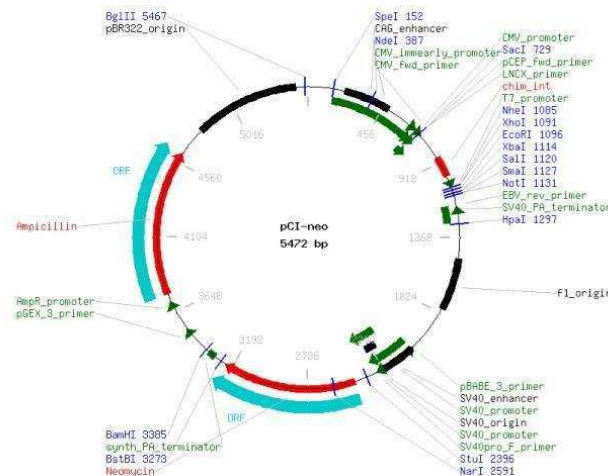 BglII 5467
pBR322_origin
SpeI 152
CAG_enhancer
NdeI 387
CMV_immearly_promoter
CMV_fwd_primer
CMV_promoter
SacI 729
pCEP_fwd_primer
LNCX_primer
chim_int
T7_promoter
NheI 1085
XhoI 1091
EcoRI 1096
XbaI 1114
SalI 1120
SmaI 1127
NotI 1131
EBV_rev_primer
SV40_PA_terminator
HpaI 1297
f1_origin
pBABE_3_primer
SV40_enhancer
SV40_promoter
SV40_origin
SV40_promoter
SV40pro_F_primer
StuI 2396
NarI 2591
ORF
BamHI 3385
synth_PA_terminator
BstBI 3273
Neomycin
AmpR_promoter
pGEX_3_primer
Ampicillin
ORF
pCI-neo
5472 bp
456
912
1368
1824
2736
3192
3648
4104
4560
5016